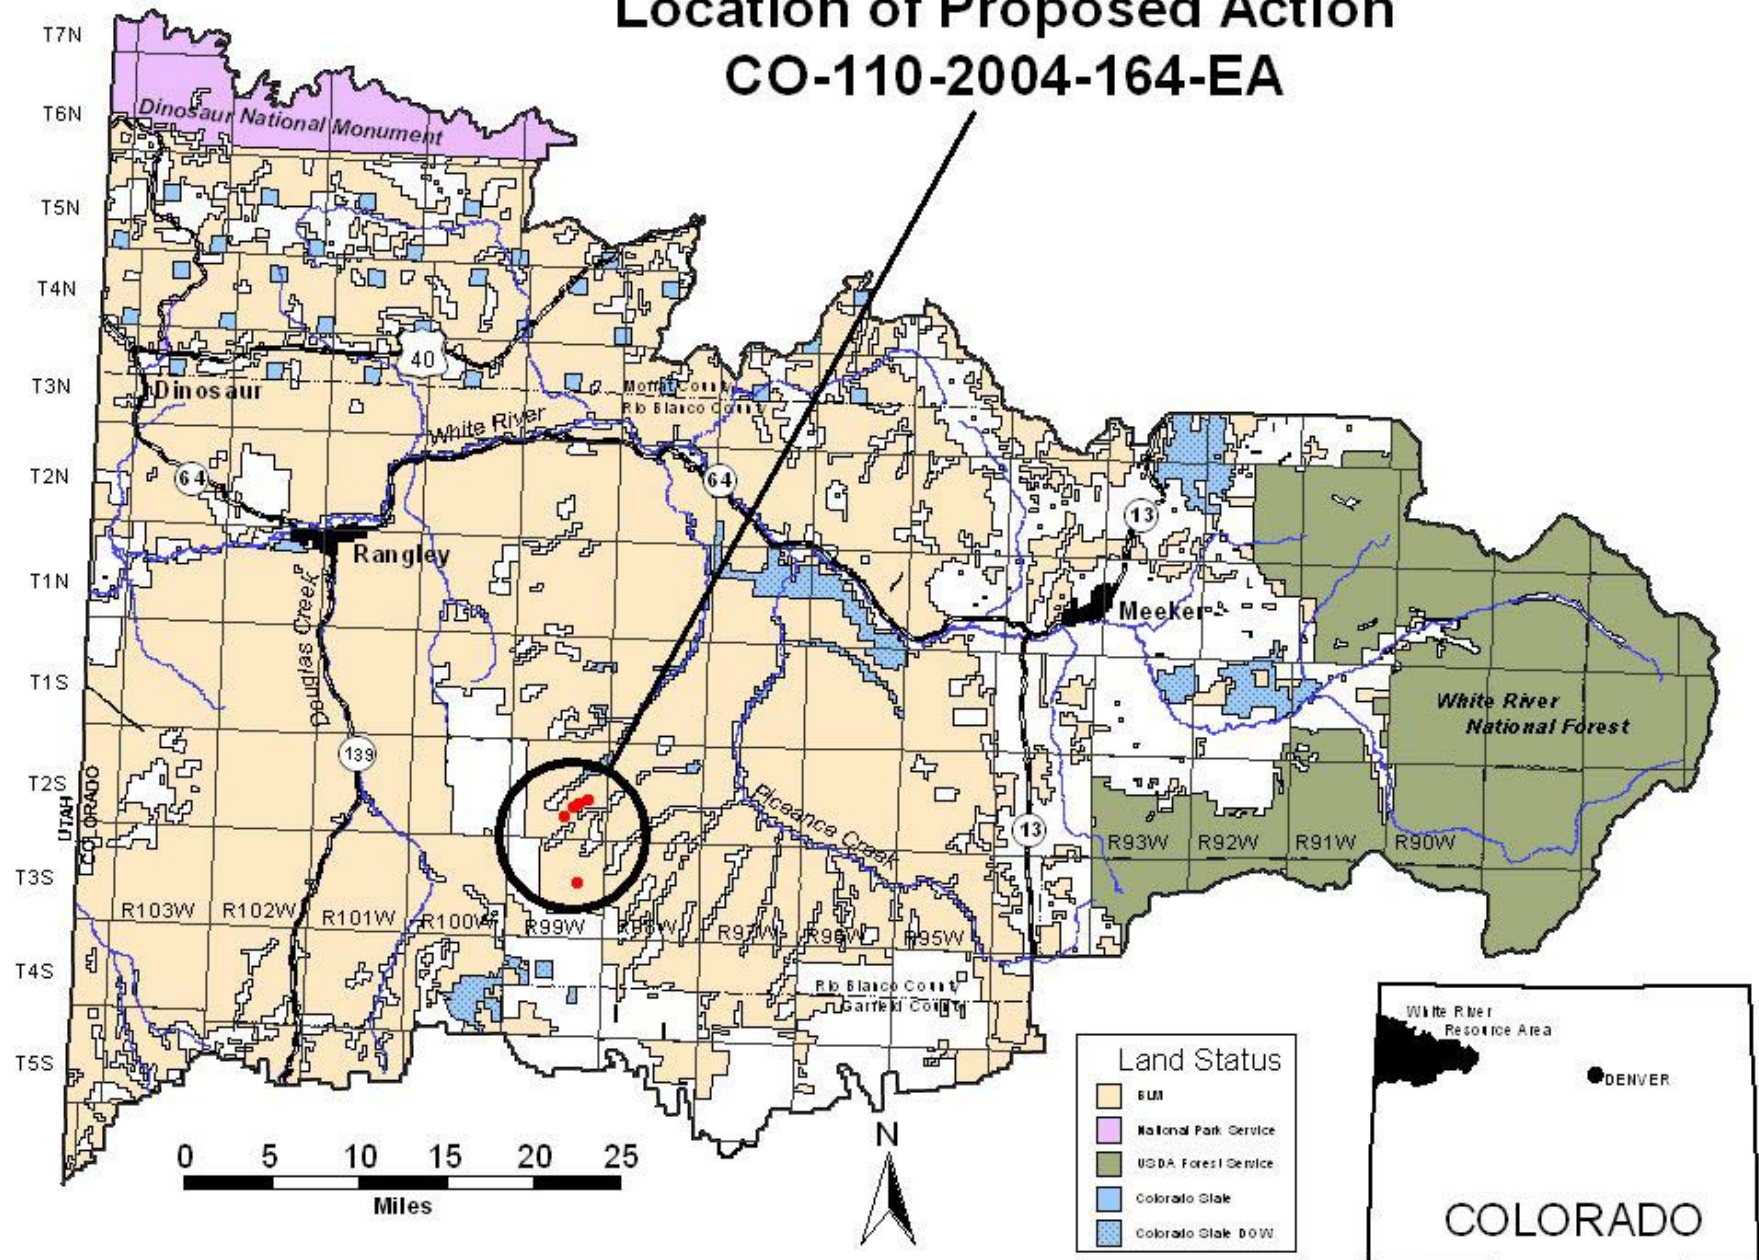 Location of Proposed Action
CO-110-2004-164-EA
T7N
T6N
T5N
T4N
T3N
T2N
T1N
T1S
T2S
T3S
T4S
T5S
Dinosaur National Monument
40
Dinosaur
Moffat County
Rio Blanco County
White River
64
64
13
Rangley
Meeker
Douglas Creek
139
White River
National Forest
UTAH
COLORADO
Piceance Creek
13
R93W
R92W
R91W
R90W
R103W
R102W
R101W
R100W
R99W
R98W
R97W
R96W
R95W
Rio Blanco County
Garfield County
0
5
10
15
20
25
Miles
N
Land Status
BLM
National Park Service
USDA Forest Service
Colorado State
Colorado State DOW
White River
Resource Area
DENVER
COLORADO